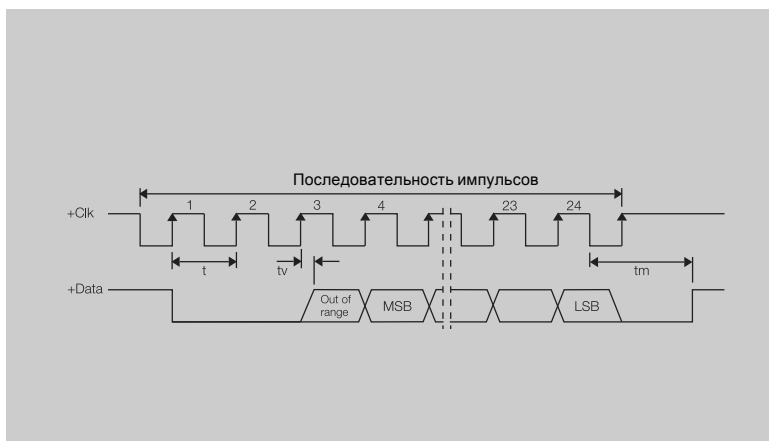 Последовательность импульсов
+Clk 1 2 3 4 23 24
t tv tm
+Data Out of range MSB LSB